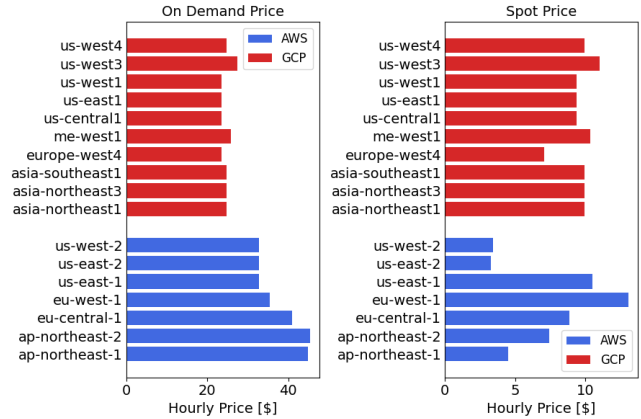 On Demand Price
us-west4
us-west3
us-west1
us-east1
us-central1
me-west1
europe-west4
asia-southeast1
asia-northeast3
asia-northeast1
us-west-2
us-east-2
us-east-1
eu-west-1
eu-central-1
ap-northeast-2
ap-northeast-1
AWS
GCP
0 20 40
Hourly Price [$]
Spot Price
us-west4
us-west3
us-west1
us-east1
us-central1
me-west1
europe-west4
asia-southeast1
asia-northeast3
asia-northeast1
us-west-2
us-east-2
us-east-1
eu-west-1
eu-central-1
ap-northeast-2
ap-northeast-1
AWS
GCP
0 5 10
Hourly Price [$]